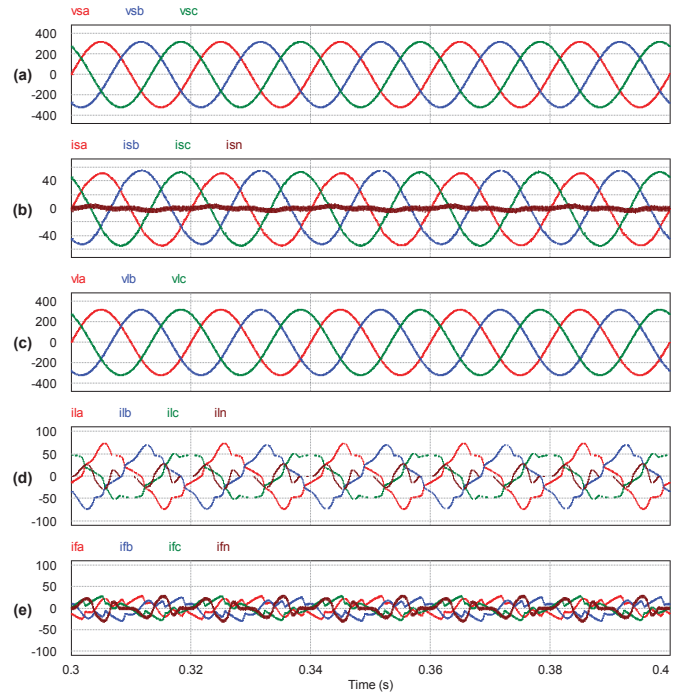 vsa vsb vsc
400
200
(a) 0
-200
-400
isa isb isc isn
40
(b) 0
-40
vla vlb vlc
400
200
(c) 0
-200
-400
ila ilb ilc iln
100
50
(d) 0
-50
-100
ifa ifb ifc ifn
100
50
(e) 0
-50
-100
0.3 0.32 0.34 0.36 0.38 0.4
Time (s)